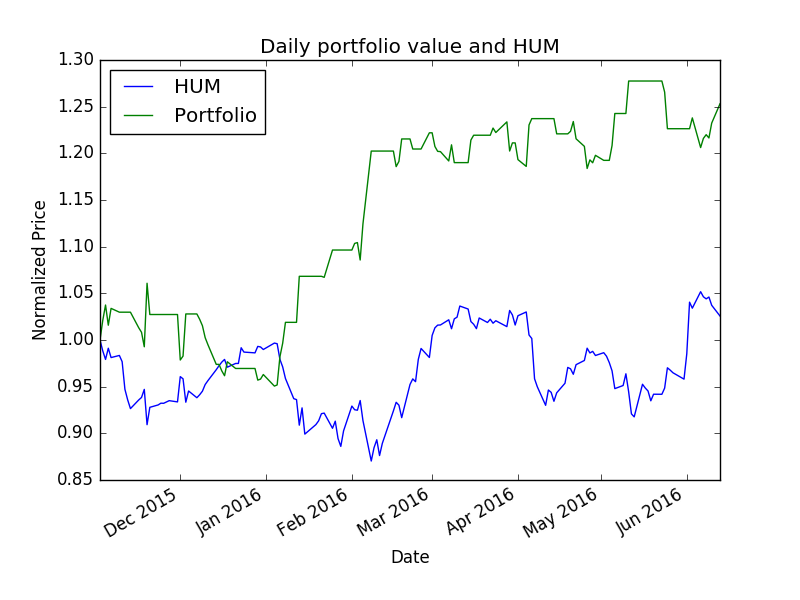 Daily portfolio value and HUM
1.30
1.25
1.20
1.15
1.10
1.05
1.00
0.95
0.90
0.85
Normalized Price
HUM
Portfolio
Dec 2015
Jan 2016
Feb 2016
Mar 2016
Apr 2016
May 2016
Jun 2016
Date